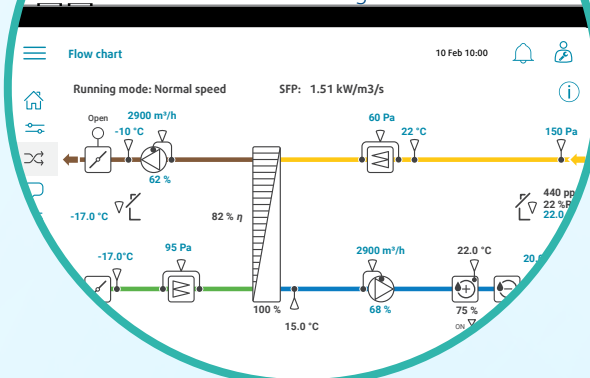 Flow chart
10 Feb 10:00
Running mode: Normal speed
SFP: 1.51 kW/m3/s
Open
2900 m³/h
-10 °C
62 %
60 Pa
22 °C
150 Pa
-17.0 °C
82 % η
440
22 %
22.0
-17.0°C
95 Pa
100 %
15.0 °C
2900 m³/h
68 %
22.0 °C
75 %
ON